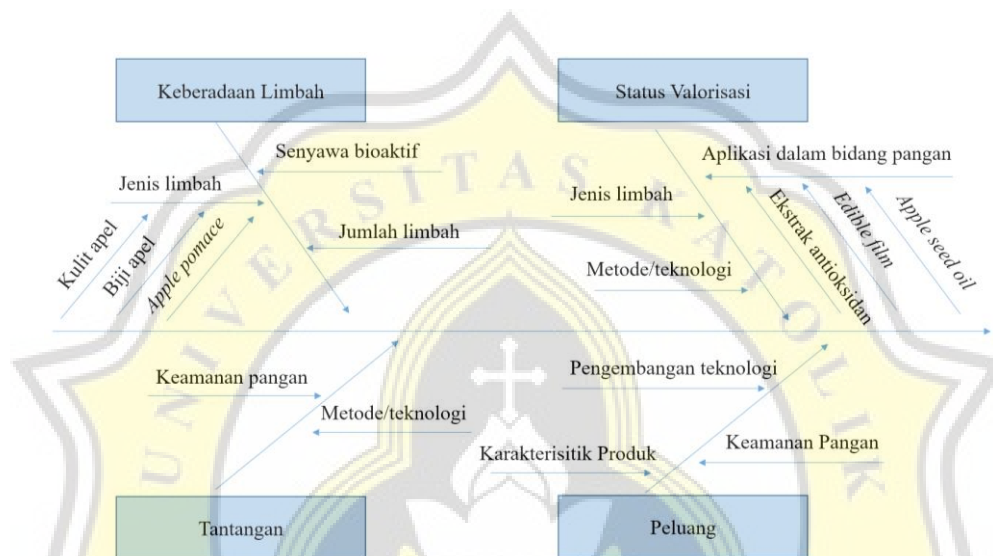 Keberadaan Limbah
Status Valorisasi
Senyawa bioaktif
Aplikasi dalam bidang pangan
Jenis limbah
Jenis limbah
Jumlah limbah
Kulit apel
Biji apel
Apple pomace
Metode/teknologi
Ekstrak antioksidan
Edible film
Apple seed oil
Keamanan pangan
Pengembangan teknologi
Metode/teknologi
Karakterisitik Produk
Keamanan Pangan
Tantangan
Peluang
UNIVERSITAS KATOLIK